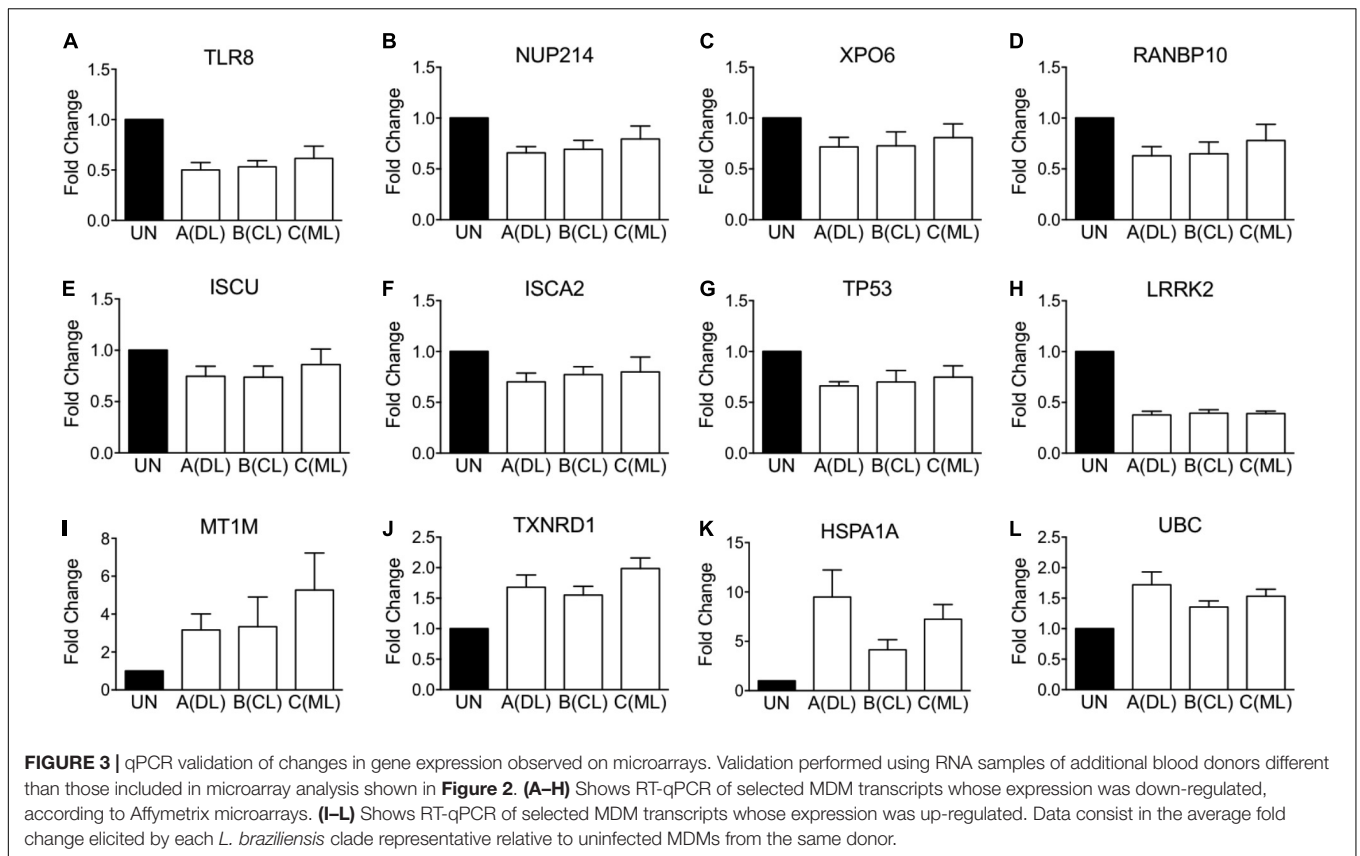 A
TLR8
Fold Change
1.5
1.0
0.5
0.0
UN A(DL) B(CL) C(ML)
B
NUP214
Fold Change
1.5
1.0
0.5
0.0
UN A(DL) B(CL) C(ML)
C
XPO6
Fold Change
1.5
1.0
0.5
0.0
UN A(DL) B(CL) C(ML)
D
RANBP10
Fold Change
1.5
1.0
0.5
0.0
UN A(DL) B(CL) C(ML)
E
ISCU
Fold Change
1.5
1.0
0.5
0.0
UN A(DL) B(CL) C(ML)
F
ISCA2
Fold Change
1.5
1.0
0.5
0.0
UN A(DL) B(CL) C(ML)
G
TP53
Fold Change
1.5
1.0
0.5
0.0
UN A(DL) B(CL) C(ML)
H
LRRK2
Fold Change
1.5
1.0
0.5
0.0
UN A(DL) B(CL) C(ML)
I
MT1M
Fold Change
8
6
4
2
0
UN A(DL) B(CL) C(ML)
J
TXNRD1
Fold Change
2.5
2.0
1.5
1.0
0.5
0.0
UN A(DL) B(CL) C(ML)
K
HSPA1A
Fold Change
15
10
5
0
UN A(DL) B(CL) C(ML)
L
UBC
Fold Change
2.5
2.0
1.5
1.0
0.5
0.0
UN A(DL) B(CL) C(ML)
FIGURE 3 | qPCR validation of changes in gene expression observed on microarrays. Validation performed using RNA samples of additional blood donors different
than those included in microarray analysis shown in Figure 2. (A–H) Shows RT-qPCR of selected MDM transcripts whose expression was down-regulated,
according to Affymetrix microarrays. (I–L) Shows RT-qPCR of selected MDM transcripts whose expression was up-regulated. Data consist in the average fold
change elicited by each L. braziliensis clade representative relative to uninfected MDMs from the same donor.